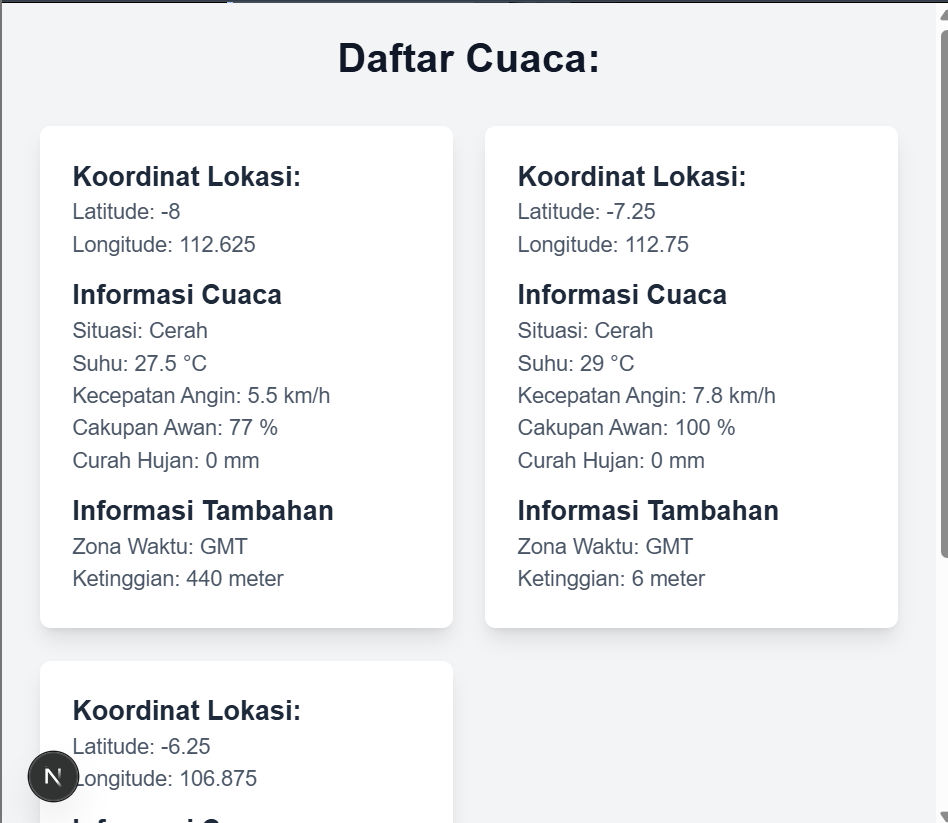 Daftar Cuaca:
Koordinat Lokasi:
Latitude: -8
Longitude: 112.625
Informasi Cuaca
Situasi: Cerah
Suhu: 27.5 °C
Kecepatan Angin: 5.5 km/h
Cakupan Awan: 77 %
Curah Hujan: 0 mm
Informasi Tambahan
Zona Waktu: GMT
Ketinggian: 440 meter
Koordinat Lokasi:
Latitude: -7.25
Longitude: 112.75
Informasi Cuaca
Situasi: Cerah
Suhu: 29 °C
Kecepatan Angin: 7.8 km/h
Cakupan Awan: 100 %
Curah Hujan: 0 mm
Informasi Tambahan
Zona Waktu: GMT
Ketinggian: 6 meter
Koordinat Lokasi:
Latitude: -6.25
Longitude: 106.875
N